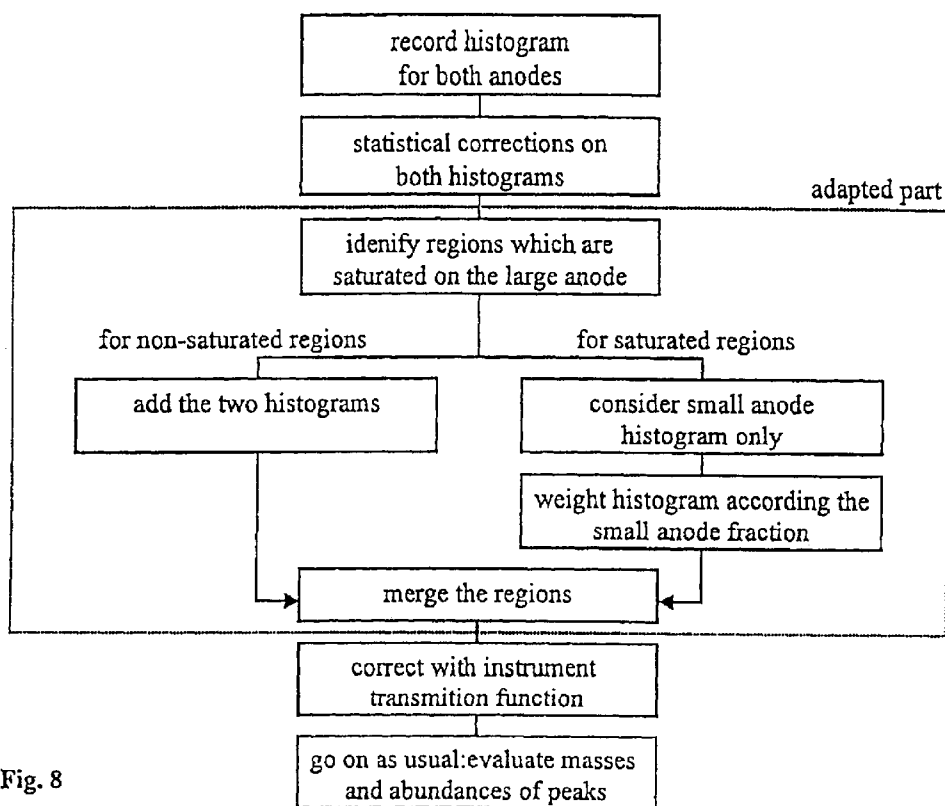 record histogram
for both anodes
statistical corrections on
both histograms
adapted part
idenify regions which are
saturated on the large anode
for non-saturated regions
for saturated regions
add the two histograms
consider small anode
histogram only
weight histogram according the
small anode fraction
merge the regions
correct with instrument
transmition function
go on as usual:evaluate masses
and abundances of peaks
Fig. 8